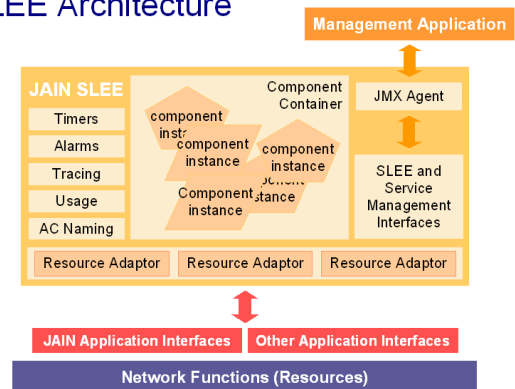 LEE Architecture
Management Application
JAIN SLEE
Component
Container
JMX Agent
Timers
Alarms
Tracing
Usage
AC Naming
component
component
instance
component
instance
Component
instance
SLEE and
Service
Management
Interfaces
Resource Adaptor
Resource Adaptor
Resource Adaptor
JAIN Application Interfaces
Other Application Interfaces
Network Functions (Resources)